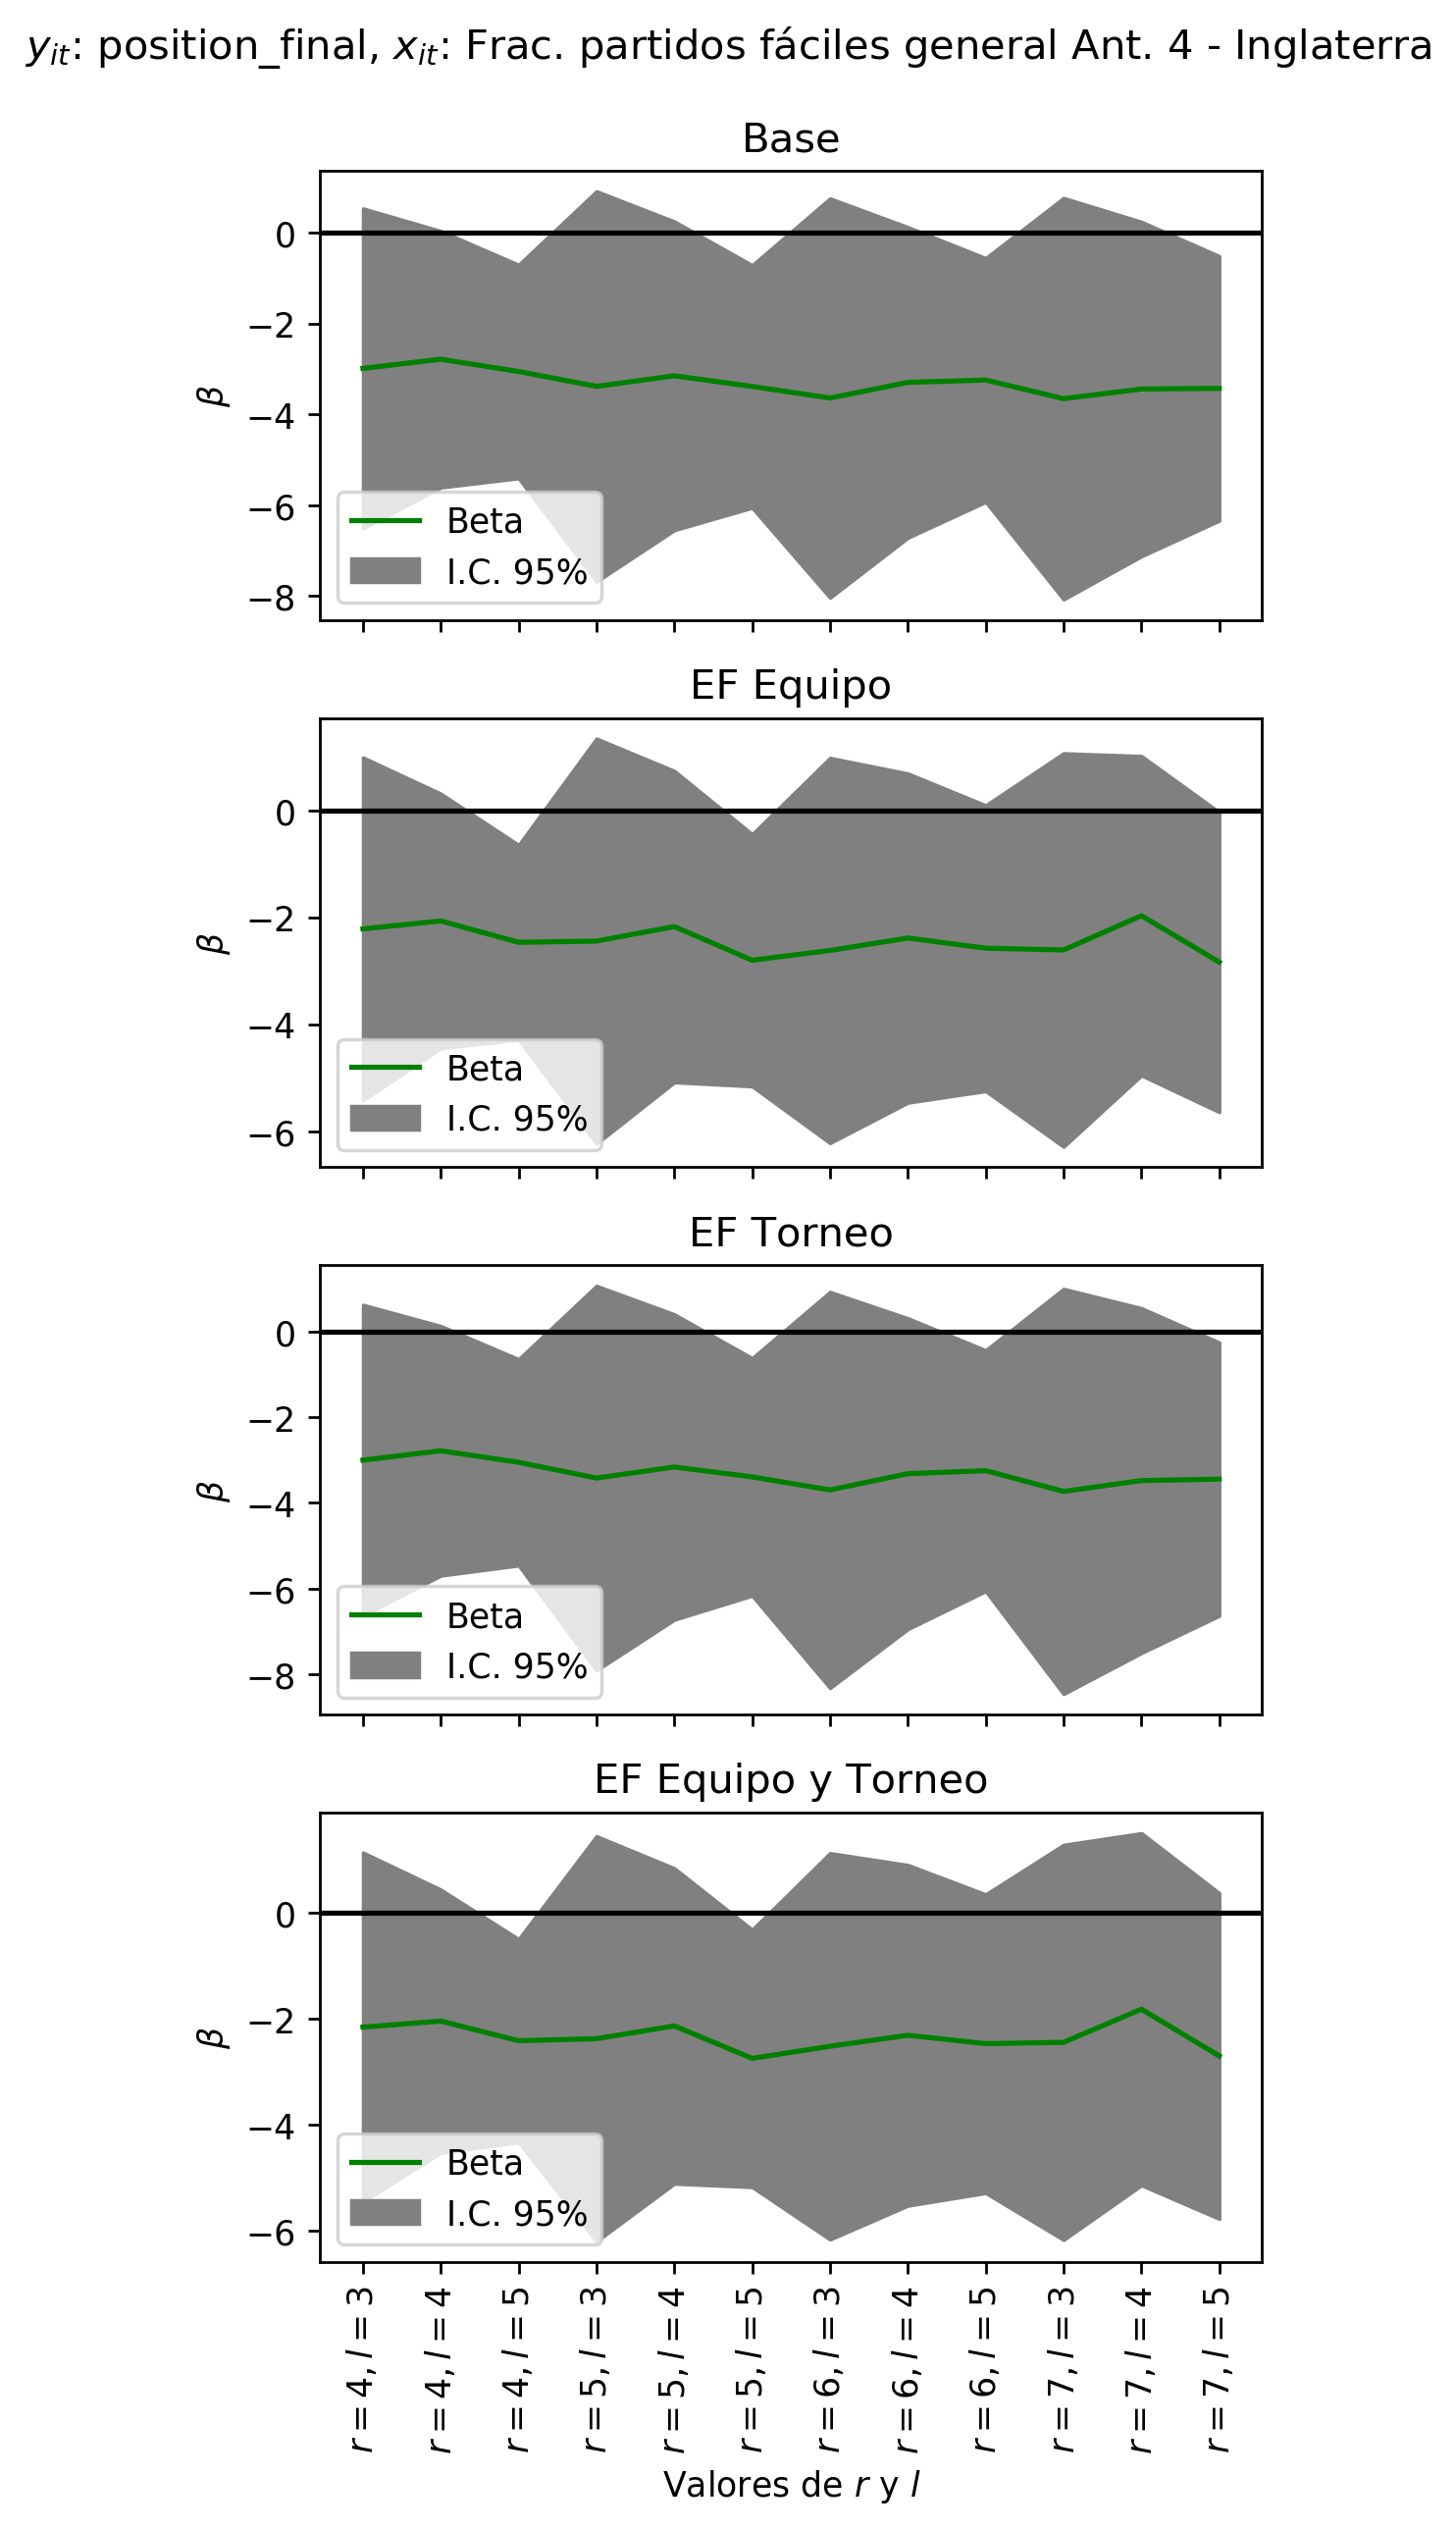 y_it: position_final, x_it: Frac. partidos fáciles general Ant. 4 - Inglaterra
Base
0
−2
−4
−6
−8
β
Beta
I.C. 95%
EF Equipo
0
−2
−4
−6
β
Beta
I.C. 95%
EF Torneo
0
−2
−4
−6
−8
β
Beta
I.C. 95%
EF Equipo y Torneo
0
−2
−4
−6
β
Beta
I.C. 95%
r = 4, l = 3
r = 4, l = 4
r = 4, l = 5
r = 5, l = 3
r = 5, l = 4
r = 5, l = 5
r = 6, l = 3
r = 6, l = 4
r = 6, l = 5
r = 7, l = 3
r = 7, l = 4
r = 7, l = 5
Valores de r y l